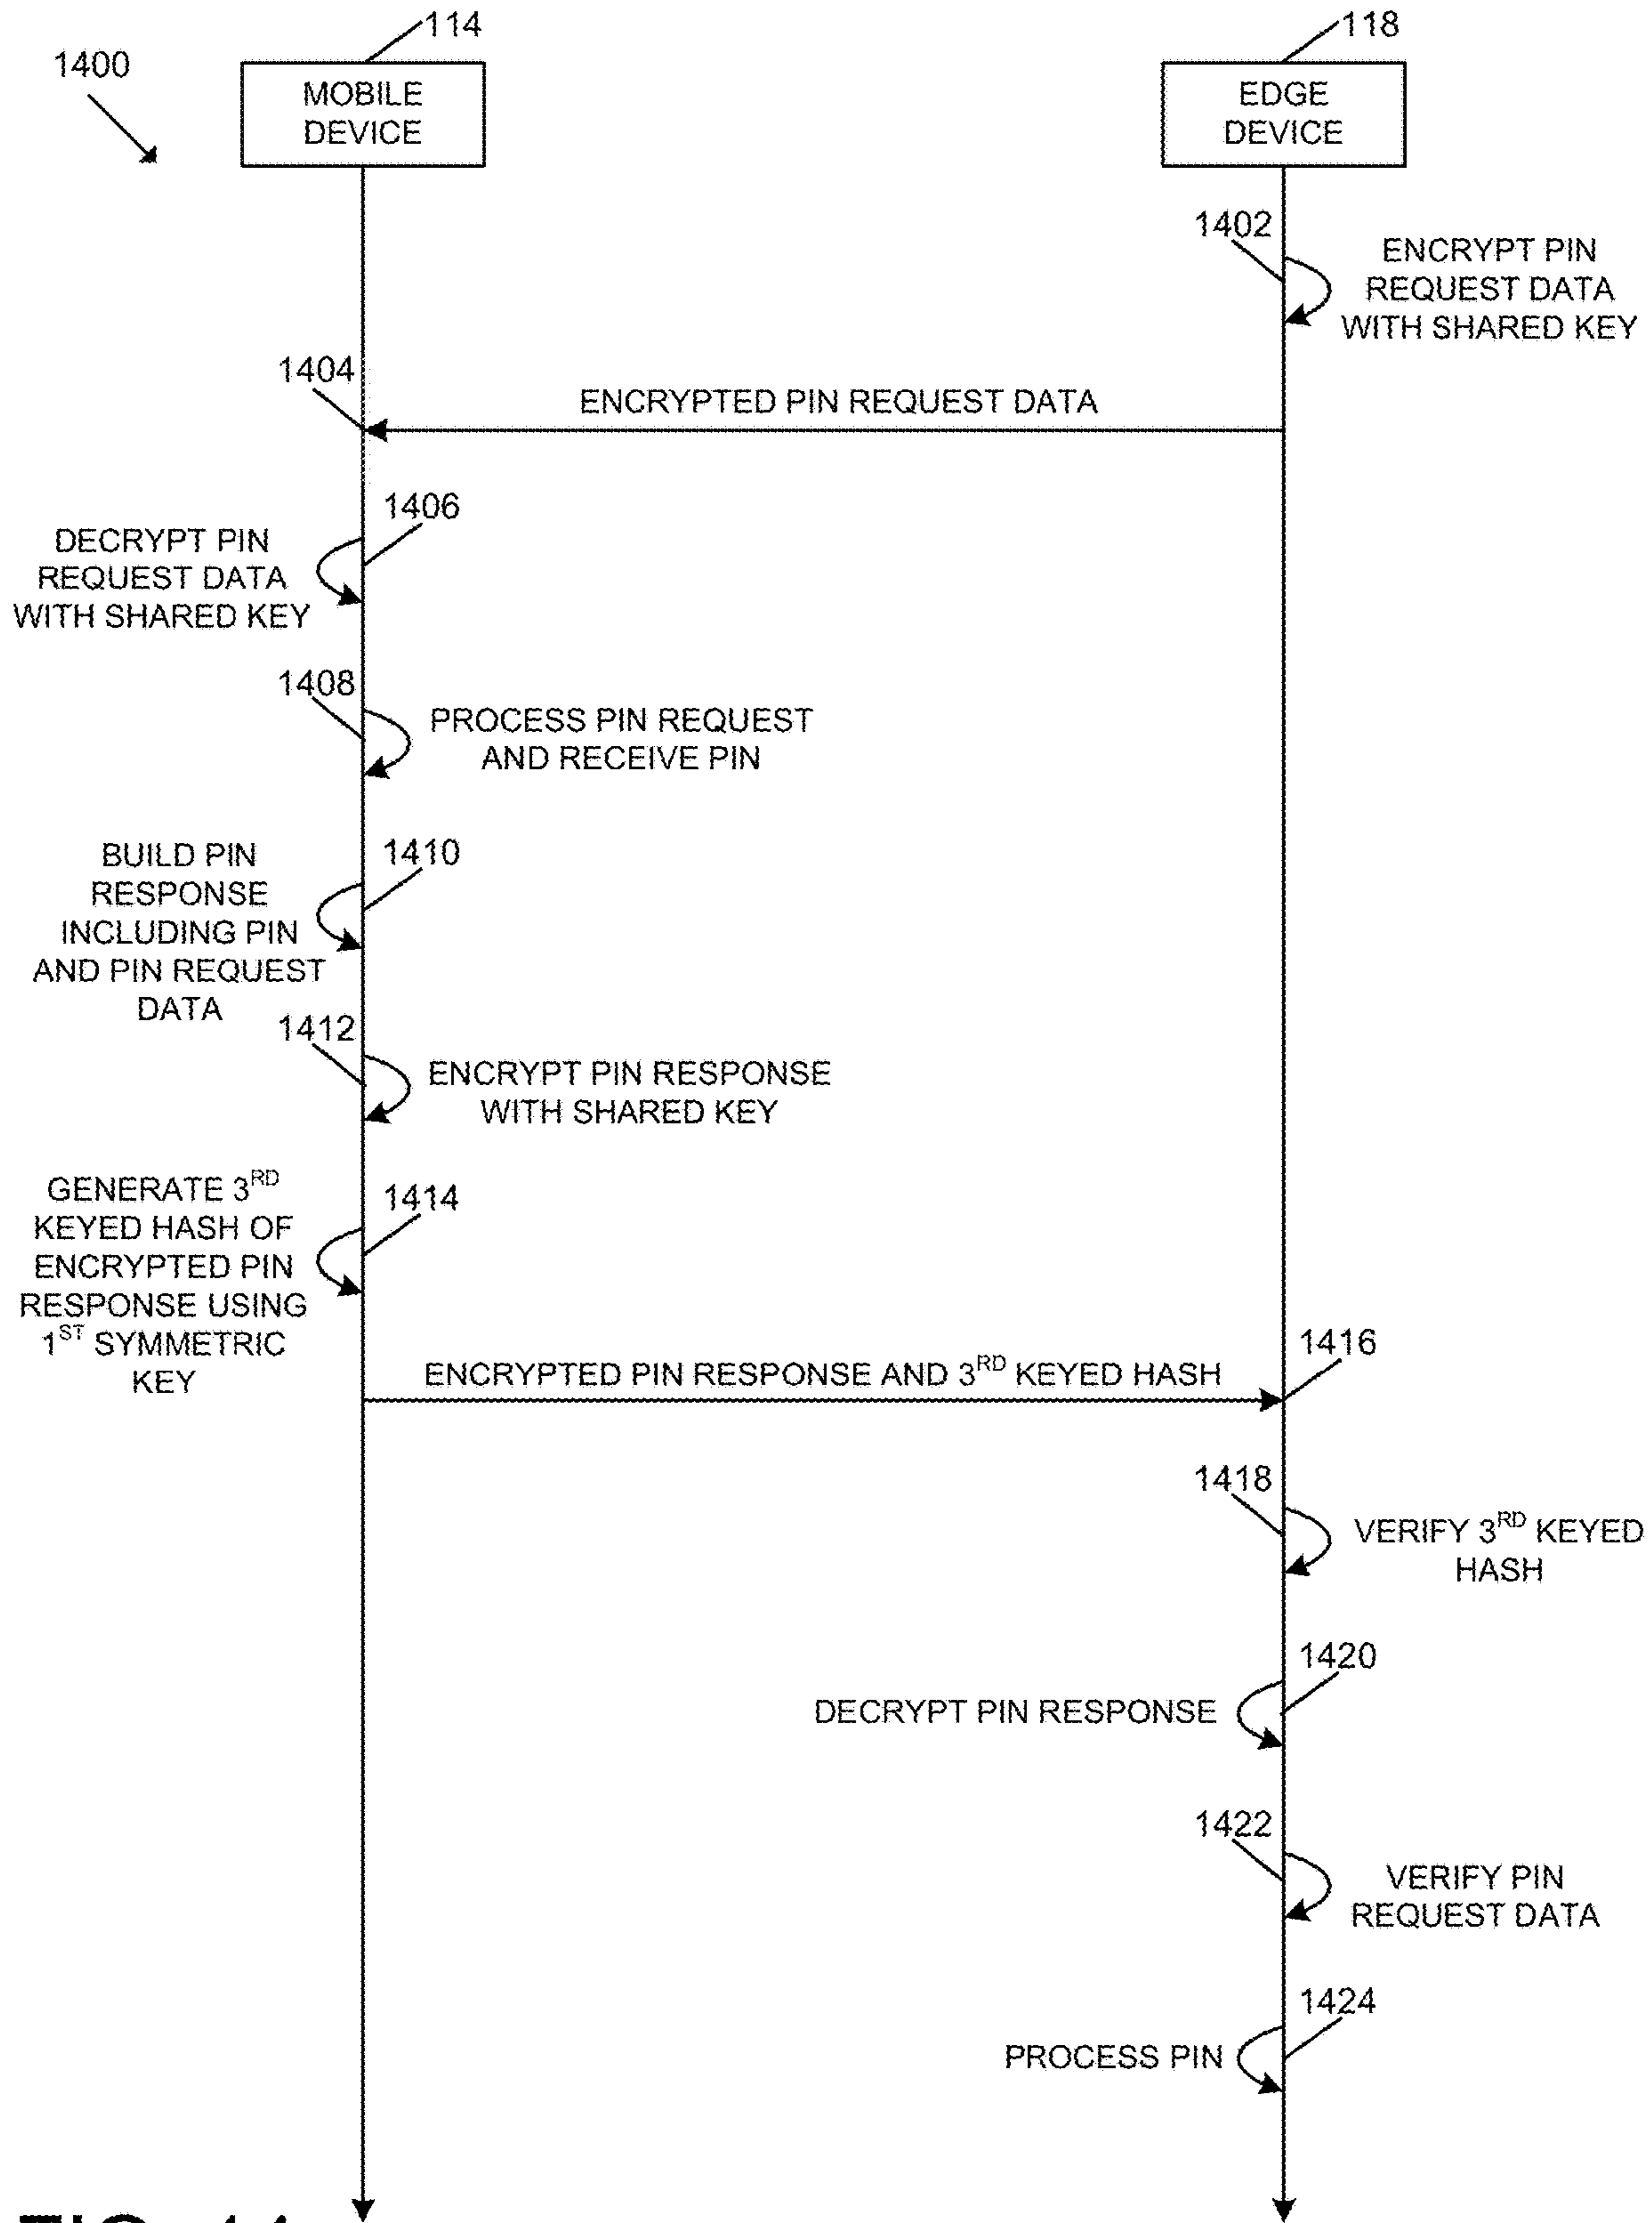 1400
114
118
MOBILE
DEVICE
EDGE
DEVICE
1402
ENCRYPT PIN
REQUEST DATA
WITH SHARED KEY
1404
ENCRYPTED PIN REQUEST DATA
1406
DECRYPT PIN
REQUEST DATA
WITH SHARED KEY
1408
PROCESS PIN REQUEST
AND RECEIVE PIN
1410
BUILD PIN
RESPONSE
INCLUDING PIN
AND PIN REQUEST
DATA
1412
ENCRYPT PIN RESPONSE
WITH SHARED KEY
1414
GENERATE 3RD
KEYED HASH OF
ENCRYPTED PIN
RESPONSE USING
1ST SYMMETRIC
KEY
ENCRYPTED PIN RESPONSE AND 3RD KEYED HASH
1416
1418
VERIFY 3RD KEYED
HASH
1420
DECRYPT PIN RESPONSE
1422
VERIFY PIN
REQUEST DATA
1424
PROCESS PIN